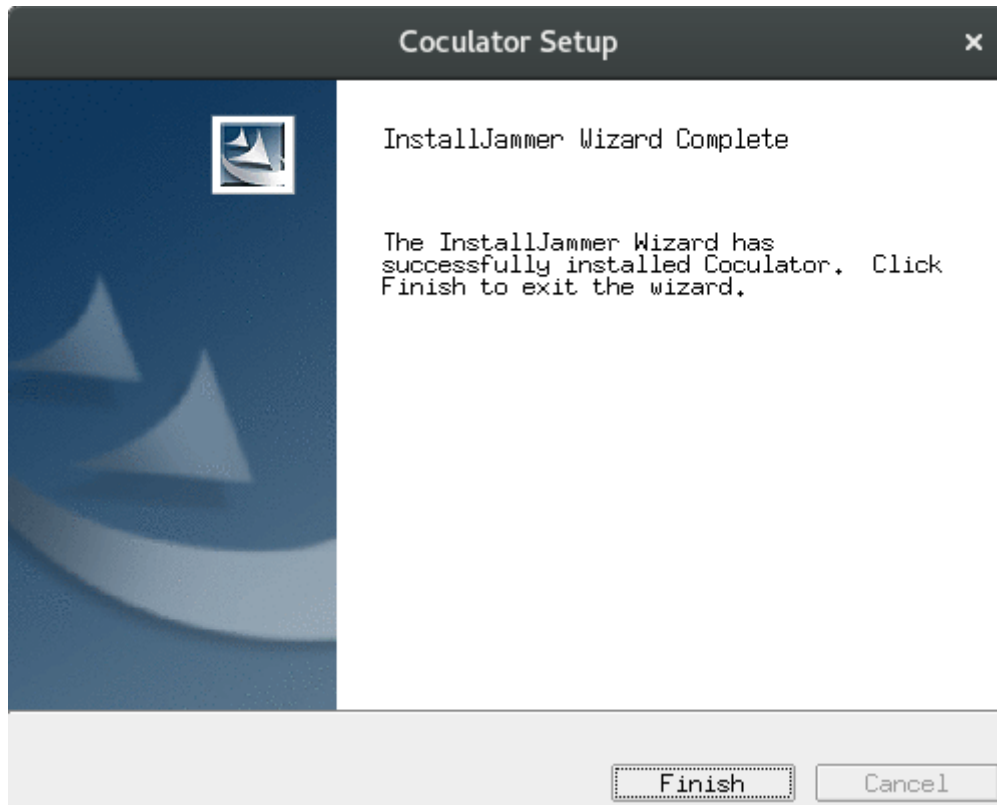 Coculator Setup
InstallJammer Wizard Complete
The InstallJammer Wizard has
successfully installed Coculator.  Click
Finish to exit the wizard.
Finish
Cancel